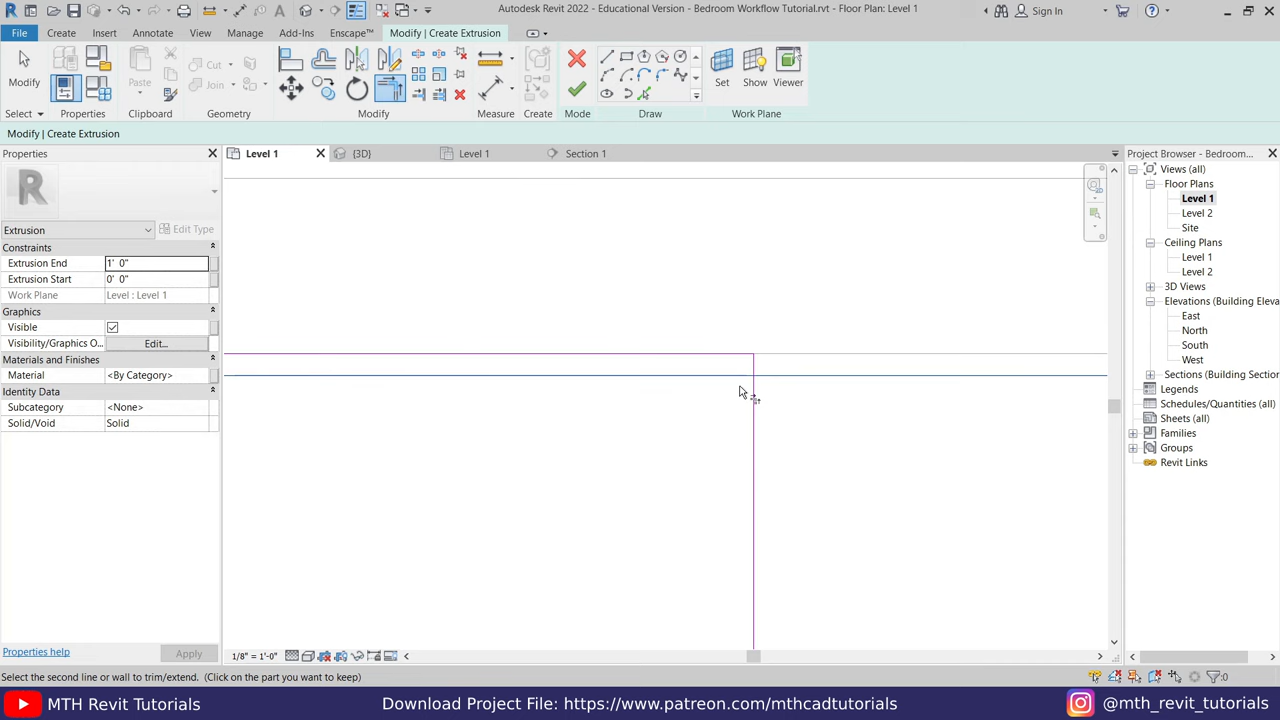 Autodesk Revit 2022 - Educational Version - Bedroom Workflow Tutorial.rvt - Floor Plan: Level 1
Sign In
File
Create
Insert
Annotate
View
Manage
Add-Ins
Enscape™
Modify | Create Extrusion
Modify
Paste
Cut
Join
Set
Show
Viewer
Select
Properties
Clipboard
Geometry
Modify
Measure
Create
Mode
Draw
Work Plane
Modify | Create Extrusion
Properties
Level 1
{3D}
Level 1
Section 1
Project Browser - Bedroom...
Extrusion
Edit Type
Constraints
Extrusion End 1' 0"
Extrusion Start 0' 0"
Work Plane Level : Level 1
Graphics
Visible
Visibility/Graphics O... Edit...
Materials and Finishes
Material <By Category>
Identity Data
Subcategory <None>
Solid/Void Solid
Properties help
Apply
Views (all)
Floor Plans
Level 1
Level 2
Site
Ceiling Plans
Level 1
Level 2
3D Views
Elevations (Building Eleva
East
North
South
West
Sections (Building Section
Legends
Schedules/Quantities (all)
Sheets (all)
Families
Groups
Revit Links
1/8" = 1'-0"
Select the second line or wall to trim/extend. (Click on the part you want to keep)
:0
MTH Revit Tutorials
Download Project File: https://www.patreon.com/mthcadtutorials
@mth_revit_tutorials